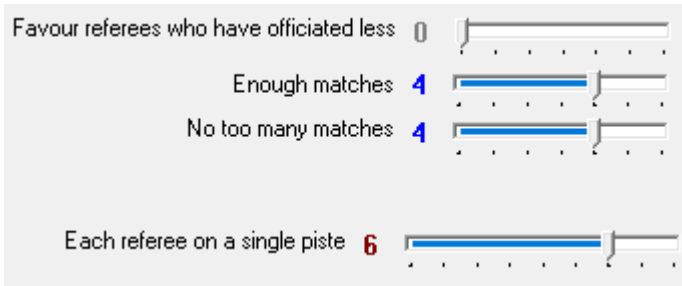 Favour referees who have officiated less 0
Enough matches 4
No too many matches 4
Each referee on a single piste 6